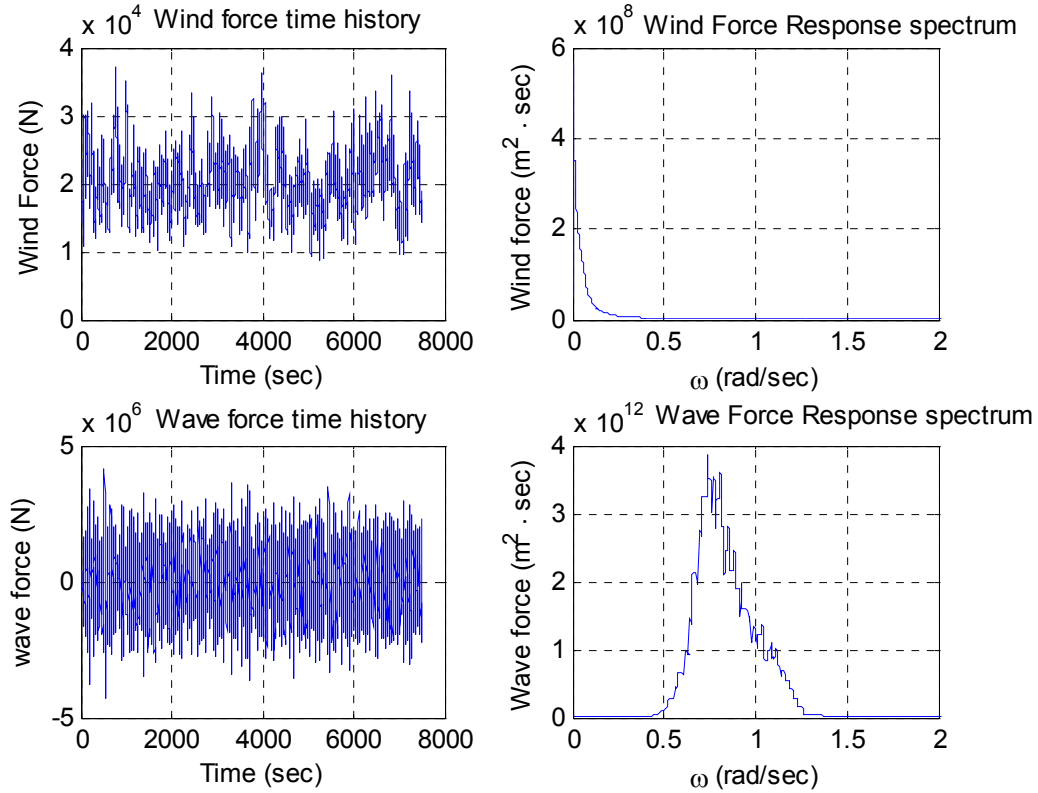 x 10^4 Wind force time history
Wind Force (N)
4
3
2
1
0
0 2000 4000 6000 8000
Time (sec)
x 10^8 Wind Force Response spectrum
Wind force (m² . sec)
6
4
2
0
0 0.5 1 1.5 2
ω (rad/sec)
x 10^6 Wave force time history
wave force (N)
5
0
-5
0 2000 4000 6000 8000
Time (sec)
x 10^12 Wave Force Response spectrum
Wave force (m² . sec)
4
3
2
1
0
0 0.5 1 1.5 2
ω (rad/sec)